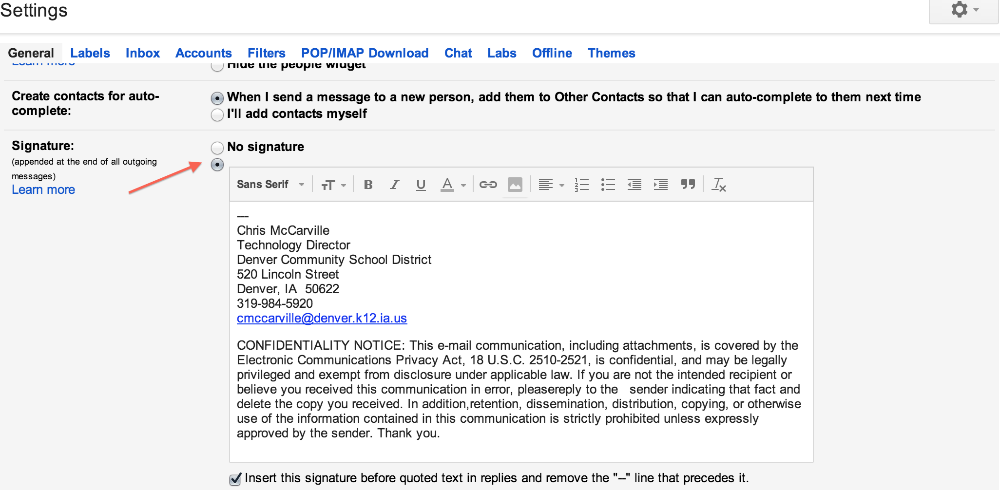 Settings
General Labels Inbox Accounts Filters POP/IMAP Download Chat Labs Offline Themes
Learn more
Hide the people widget
Create contacts for auto-
complete:
When I send a message to a new person, add them to Other Contacts so that I can auto-complete to them next time
I'll add contacts myself
Signature:
(appended at the end of all outgoing
messages)
Learn more
No signature
Sans Serif
---
Chris McCarville
Technology Director
Denver Community School District
520 Lincoln Street
Denver, IA  50622
319-984-5920
cmccarville@denver.k12.ia.us
CONFIDENTIALITY NOTICE: This e-mail communication, including attachments, is covered by the
Electronic Communications Privacy Act, 18 U.S.C. 2510-2521, is confidential, and may be legally
privileged and exempt from disclosure under applicable law. If you are not the intended recipient or
believe you received this communication in error, pleasereply to the   sender indicating that fact and
delete the copy you received. In addition,retention, dissemination, distribution, copying, or otherwise
use of the information contained in this communication is strictly prohibited unless expressly
approved by the sender. Thank you.
Insert this signature before quoted text in replies and remove the "--" line that precedes it.